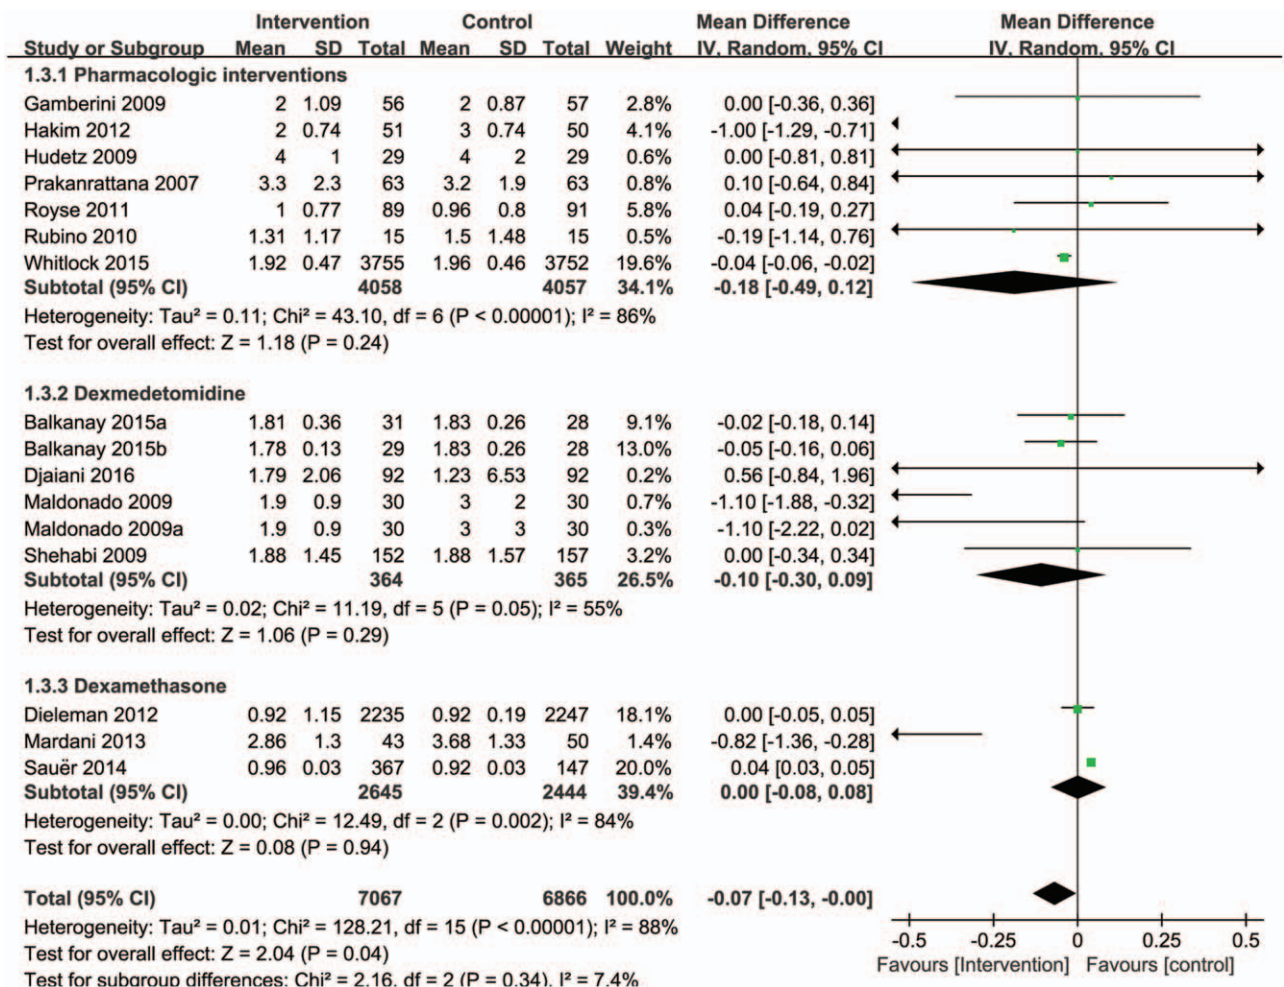 Intervention Control Mean Difference Mean Difference
Study or Subgroup Mean SD Total Mean SD Total Weight IV, Random, 95% CI IV, Random, 95% CI
1.3.1 Pharmacologic interventions
Gamberini 2009 2 1.09 56 2 0.87 57 2.8% 0.00 [-0.36, 0.36]
Hakim 2012 2 0.74 51 3 0.74 50 4.1% -1.00 [-1.29, -0.71]
Hudetz 2009 4 1 29 4 2 29 0.6% 0.00 [-0.81, 0.81]
Prakanrattana 2007 3.3 2.3 63 3.2 1.9 63 0.8% 0.10 [-0.64, 0.84]
Royse 2011 1 0.77 89 0.96 0.8 91 5.8% 0.04 [-0.19, 0.27]
Rubino 2010 1.31 1.17 15 1.5 1.48 15 0.5% -0.19 [-1.14, 0.76]
Whitlock 2015 1.92 0.47 3755 1.96 0.46 3752 19.6% -0.04 [-0.06, -0.02]
Subtotal (95% CI) 4058 4057 34.1% -0.18 [-0.49, 0.12]
Heterogeneity: Tau² = 0.11; Chi² = 43.10, df = 6 (P < 0.00001); I² = 86%
Test for overall effect: Z = 1.18 (P = 0.24)
1.3.2 Dexmedetomidine
Balkanay 2015a 1.81 0.36 31 1.83 0.26 28 9.1% -0.02 [-0.18, 0.14]
Balkanay 2015b 1.78 0.13 29 1.83 0.26 28 13.0% -0.05 [-0.16, 0.06]
Djaiani 2016 1.79 2.06 92 1.23 6.53 92 0.2% 0.56 [-0.84, 1.96]
Maldonado 2009 1.9 0.9 30 3 2 30 0.7% -1.10 [-1.88, -0.32]
Maldonado 2009a 1.9 0.9 30 3 3 30 0.3% -1.10 [-2.22, 0.02]
Shehabi 2009 1.88 1.45 152 1.88 1.57 157 3.2% 0.00 [-0.34, 0.34]
Subtotal (95% CI) 364 365 26.5% -0.10 [-0.30, 0.09]
Heterogeneity: Tau² = 0.02; Chi² = 11.19, df = 5 (P = 0.05); I² = 55%
Test for overall effect: Z = 1.06 (P = 0.29)
1.3.3 Dexamethasone
Dieleman 2012 0.92 1.15 2235 0.92 0.19 2247 18.1% 0.00 [-0.05, 0.05]
Mardani 2013 2.86 1.3 43 3.68 1.33 50 1.4% -0.82 [-1.36, -0.28]
Sauër 2014 0.96 0.03 367 0.92 0.03 147 20.0% 0.04 [0.03, 0.05]
Subtotal (95% CI) 2645 2444 39.4% 0.00 [-0.08, 0.08]
Heterogeneity: Tau² = 0.00; Chi² = 12.49, df = 2 (P = 0.002); I² = 84%
Test for overall effect: Z = 0.08 (P = 0.94)
Total (95% CI) 7067 6866 100.0% -0.07 [-0.13, -0.00]
Heterogeneity: Tau² = 0.01; Chi² = 128.21, df = 15 (P < 0.00001); I² = 88%
Test for overall effect: Z = 2.04 (P = 0.04)
Test for subgroup differences: Chi² = 2.16, df = 2 (P = 0.34), I² = 7.4%
-0.5 -0.25 0 0.25 0.5
Favours [Intervention] Favours [control]